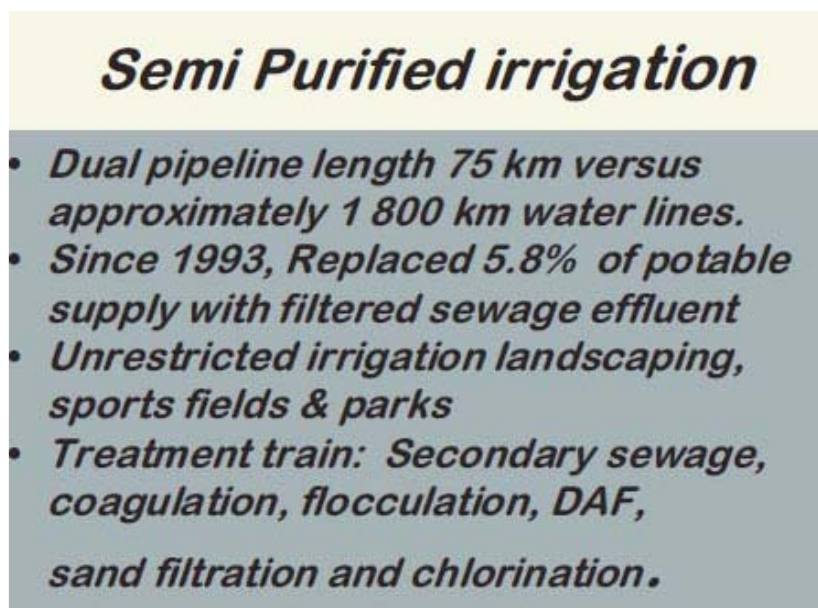 Semi Purified irrigation
• Dual pipeline length 75 km versus
approximately 1 800 km water lines.
• Since 1993, Replaced 5.8% of potable
supply with filtered sewage effluent
• Unrestricted irrigation landscaping,
sports fields & parks
• Treatment train: Secondary sewage,
coagulation, flocculation, DAF,
sand filtration and chlorination.